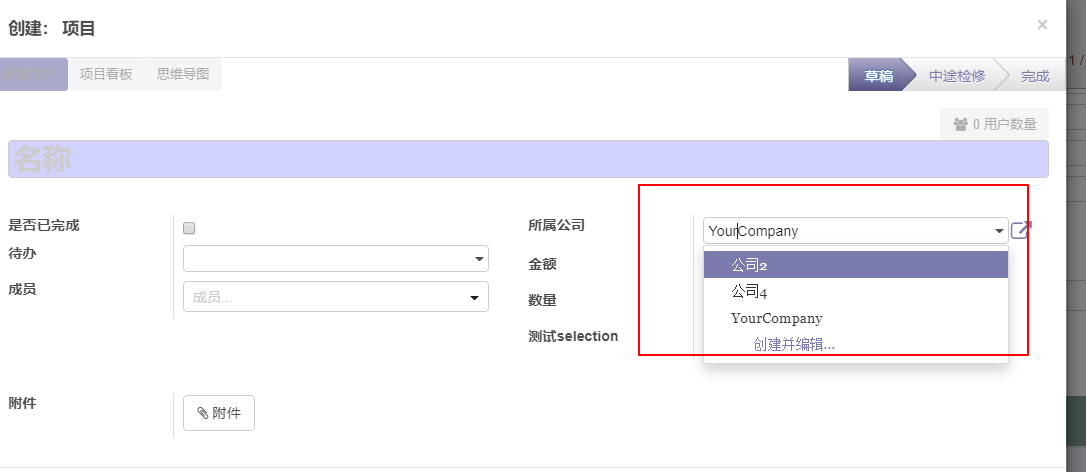 创建： 项目
×
项目看板 思维导图
草稿 中途检修 完成
1 /
0 用户数量
名称
是否已完成
待办
成员
成员...
所属公司
YourCompany
公司2
公司4
YourCompany
创建并编辑...
金额
数量
测试selection
附件
附件